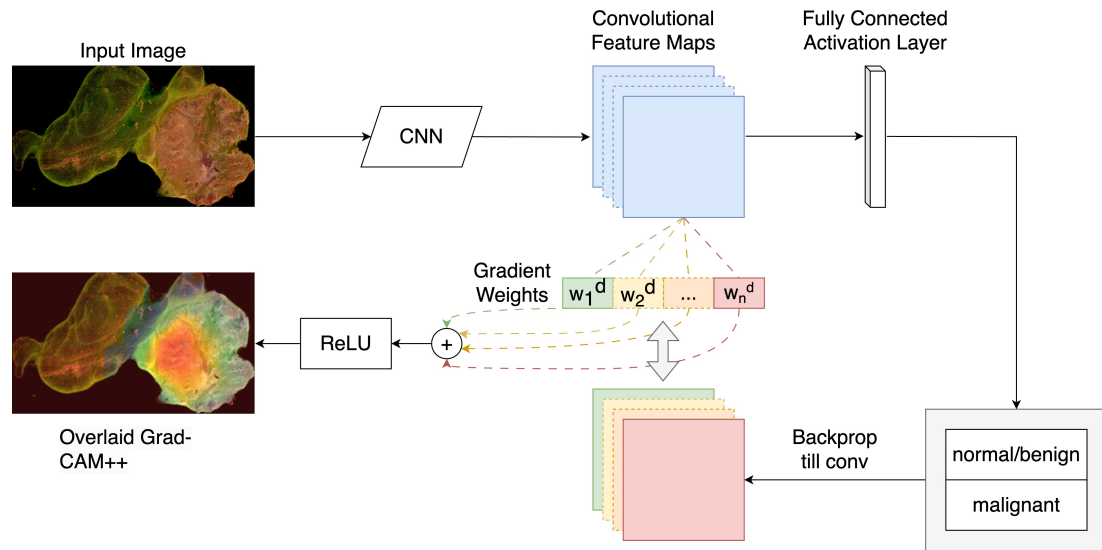 Input Image
Convolutional
Feature Maps
Fully Connected
Activation Layer
CNN
Gradient
Weights
w₁ᵈ w₂ᵈ ... wₙᵈ
ReLU
+
Overlaid Grad-
CAM++
Backprop
till conv
normal/benign
malignant